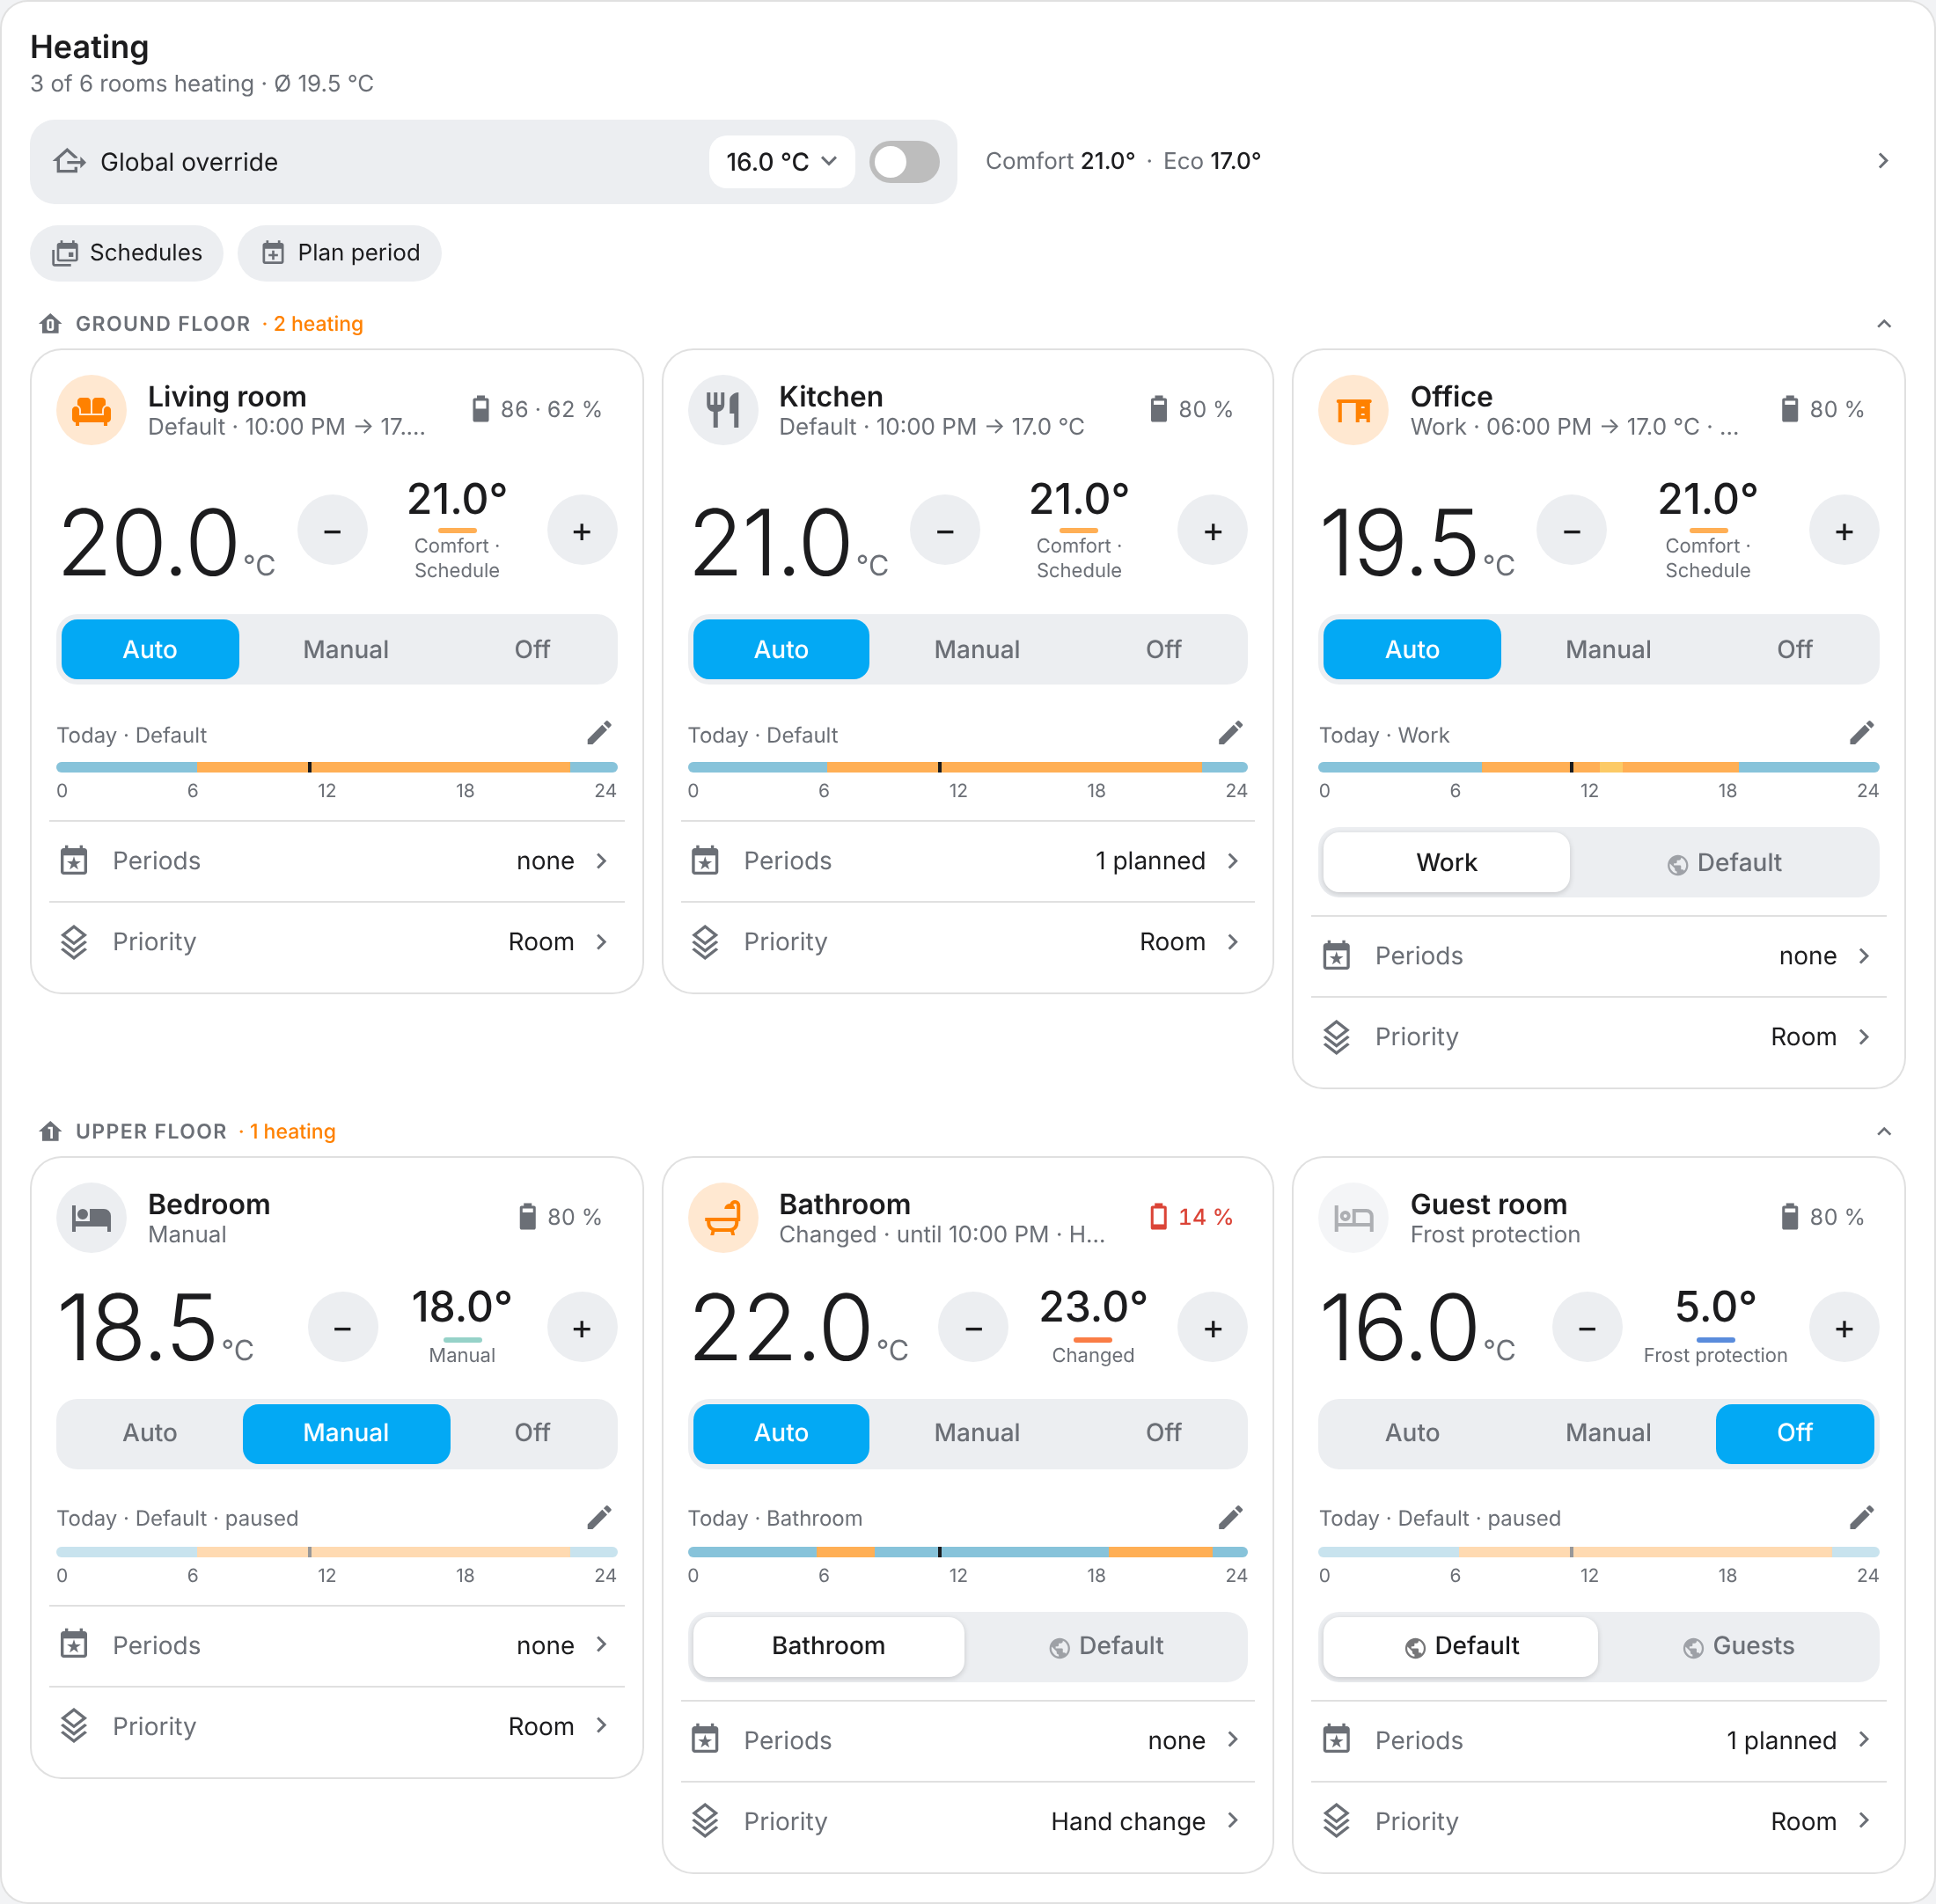 Heating
3 of 6 rooms heating · Ø 19.5 °C
Global override
16.0 °C
Comfort 21.0° · Eco 17.0°
Schedules
Plan period
GROUND FLOOR · 2 heating
Living room
Default · 10:00 PM → 17....
86 · 62 %
20.0 °C
−
21.0°
Comfort ·
Schedule
+
Auto
Manual
Off
Today · Default
0 6 12 18 24
Periods
none
Priority
Room
Kitchen
Default · 10:00 PM → 17.0 °C
80 %
21.0 °C
−
21.0°
Comfort ·
Schedule
+
Auto
Manual
Off
Today · Default
0 6 12 18 24
Periods
1 planned
Priority
Room
Office
Work · 06:00 PM → 17.0 °C · ...
80 %
19.5 °C
−
21.0°
Comfort ·
Schedule
+
Auto
Manual
Off
Today · Work
0 6 12 18 24
Work
Default
Periods
none
Priority
Room
UPPER FLOOR · 1 heating
Bedroom
Manual
80 %
18.5 °C
−
18.0°
Manual
+
Auto
Manual
Off
Today · Default · paused
0 6 12 18 24
Periods
none
Priority
Room
Bathroom
Changed · until 10:00 PM · H...
14 %
22.0 °C
−
23.0°
Changed
+
Auto
Manual
Off
Today · Bathroom
0 6 12 18 24
Bathroom
Default
Periods
none
Priority
Hand change
Guest room
Frost protection
80 %
16.0 °C
−
5.0°
Frost protection
+
Auto
Manual
Off
Today · Default · paused
0 6 12 18 24
Default
Guests
Periods
1 planned
Priority
Room